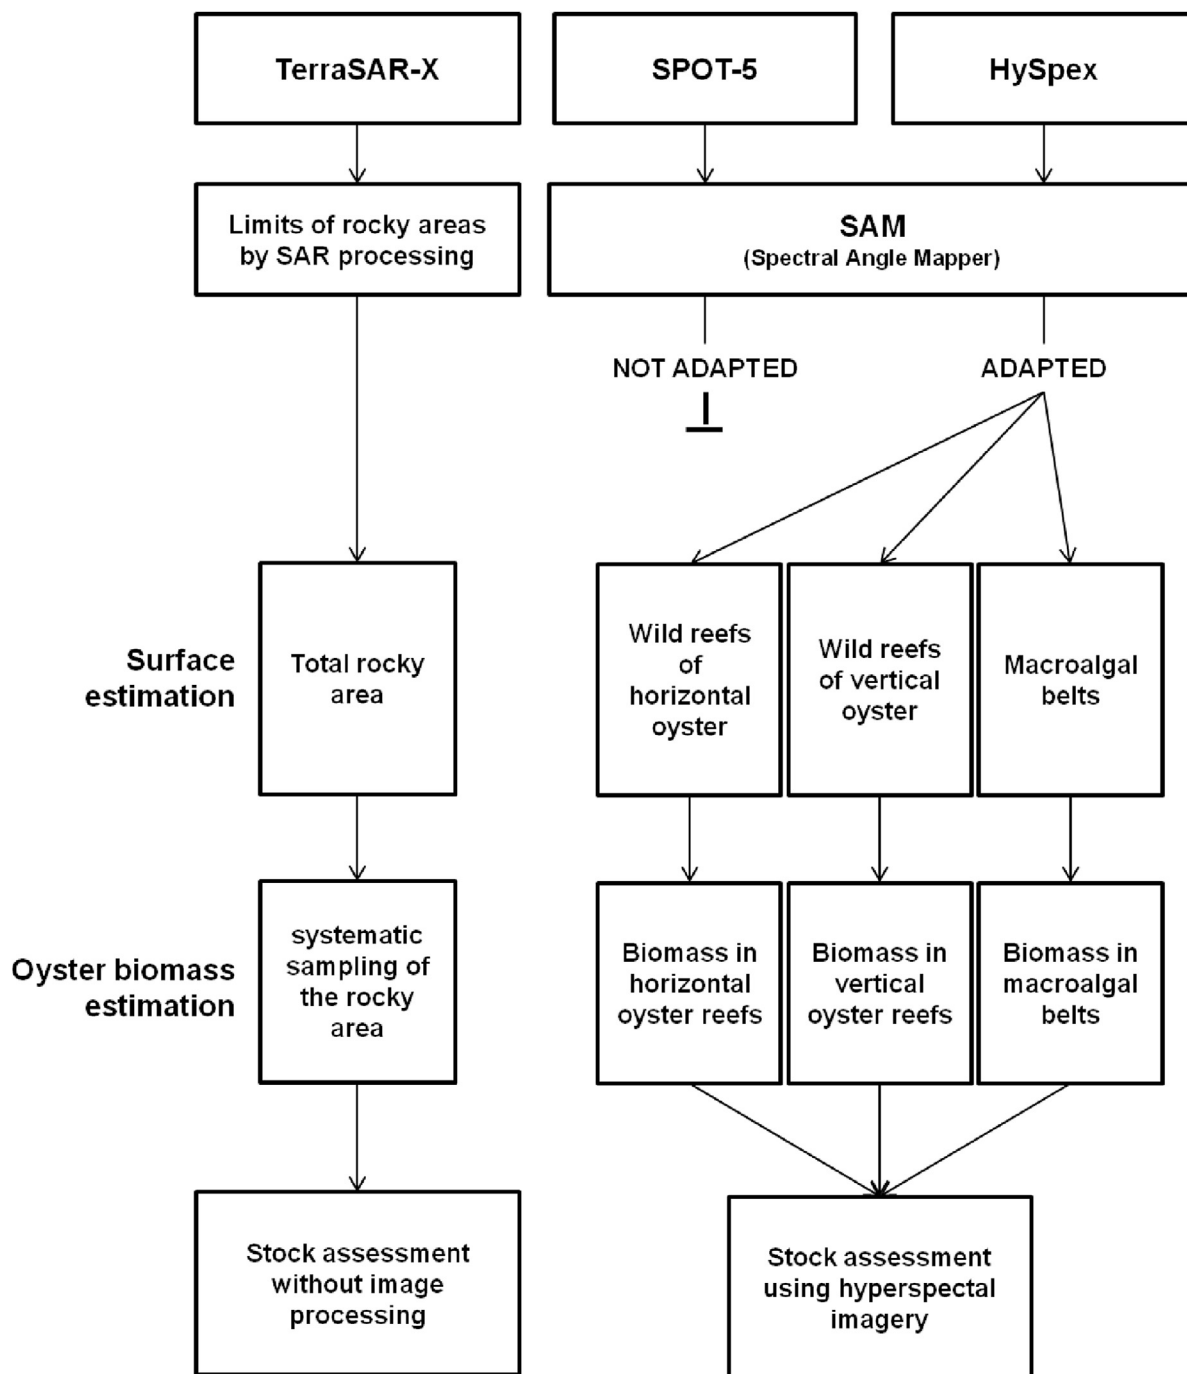 TerraSAR-X
SPOT-5
HySpex
Limits of rocky areas
by SAR processing
SAM
(Spectral Angle Mapper)
NOT ADAPTED
ADAPTED
Surface
estimation
Total rocky
area
Wild reefs
of
horizontal
oyster
Wild reefs
of vertical
oyster
Macroalgal
belts
Oyster biomass
estimation
systematic
sampling of
the rocky
area
Biomass in
horizontal
oyster reefs
Biomass in
vertical
oyster reefs
Biomass in
macroalgal
belts
Stock assessment
without image
processing
Stock assessment
using hyperspectal
imagery